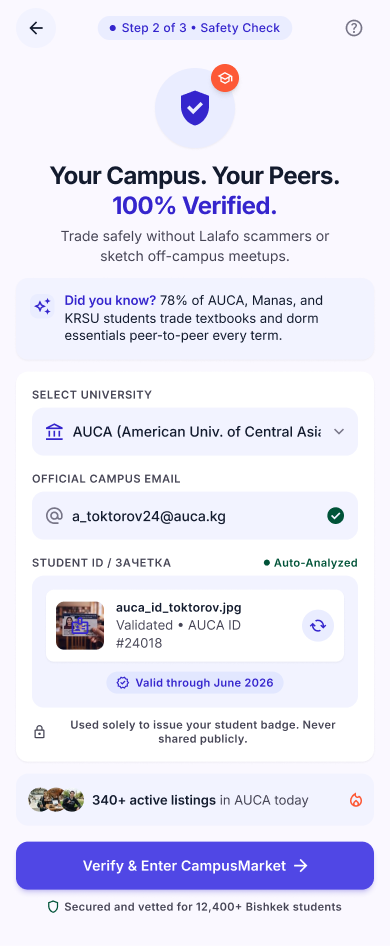 Step 2 of 3 • Safety Check
Your Campus. Your Peers.
100% Verified.
Trade safely without Lalafo scammers or
sketch off-campus meetups.
Did you know? 78% of AUCA, Manas, and
KRSU students trade textbooks and dorm
essentials peer-to-peer every term.
SELECT UNIVERSITY
AUCA (American Univ. of Central Asia
OFFICIAL CAMPUS EMAIL
a_toktorov24@auca.kg
STUDENT ID / ЗАЧЕТКА
Auto-Analyzed
auca_id_toktorov.jpg
Validated • AUCA ID
#24018
Valid through June 2026
Used solely to issue your student badge. Never
shared publicly.
340+ active listings in AUCA today
Verify & Enter CampusMarket
Secured and vetted for 12,400+ Bishkek students